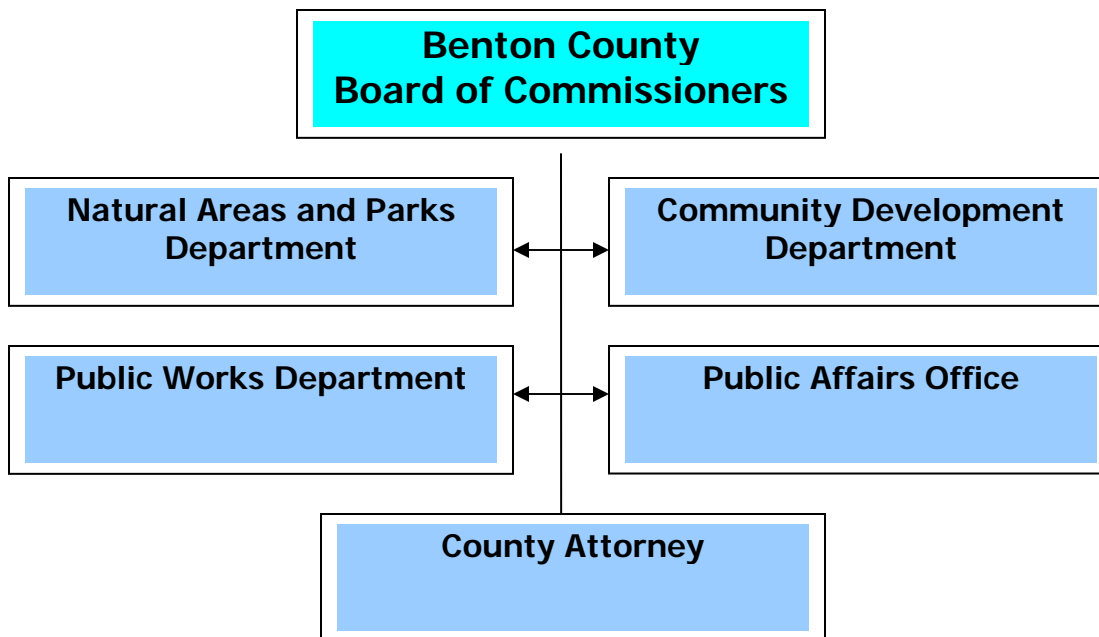 Benton County
Board of Commissioners
Natural Areas and Parks
Department
Community Development
Department
Public Works Department
Public Affairs Office
County Attorney